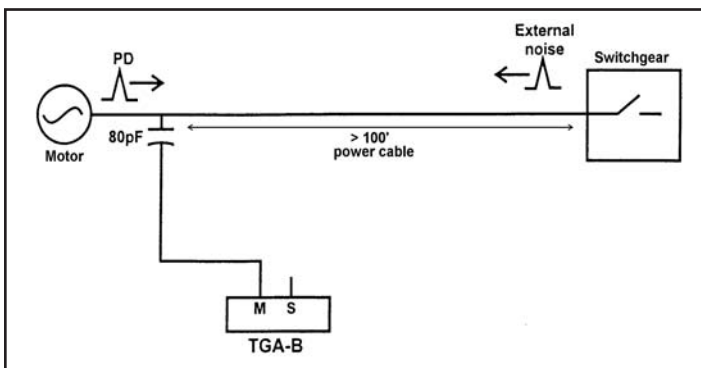 PD
External
noise
Switchgear
Motor
80pF
> 100'
power cable
M S
TGA-B